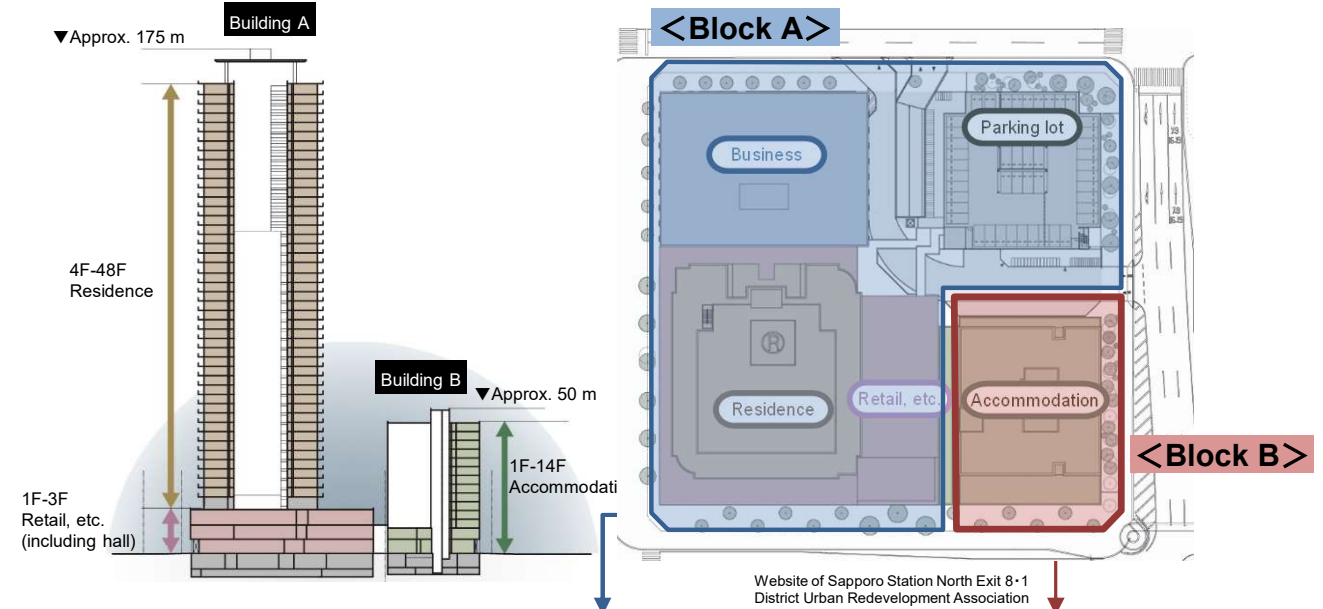 Building A
▼Approx. 175 m
4F-48F
Residence
1F-3F
Retail, etc.
(including hall)
Building B
▼Approx. 50 m
1F-14F
Accommodati
<Block A>
Business
Parking lot
Residence
Retail, etc.
Accommodation
R
<Block B>
Website of Sapporo Station North Exit 8・1
District Urban Redevelopment Association